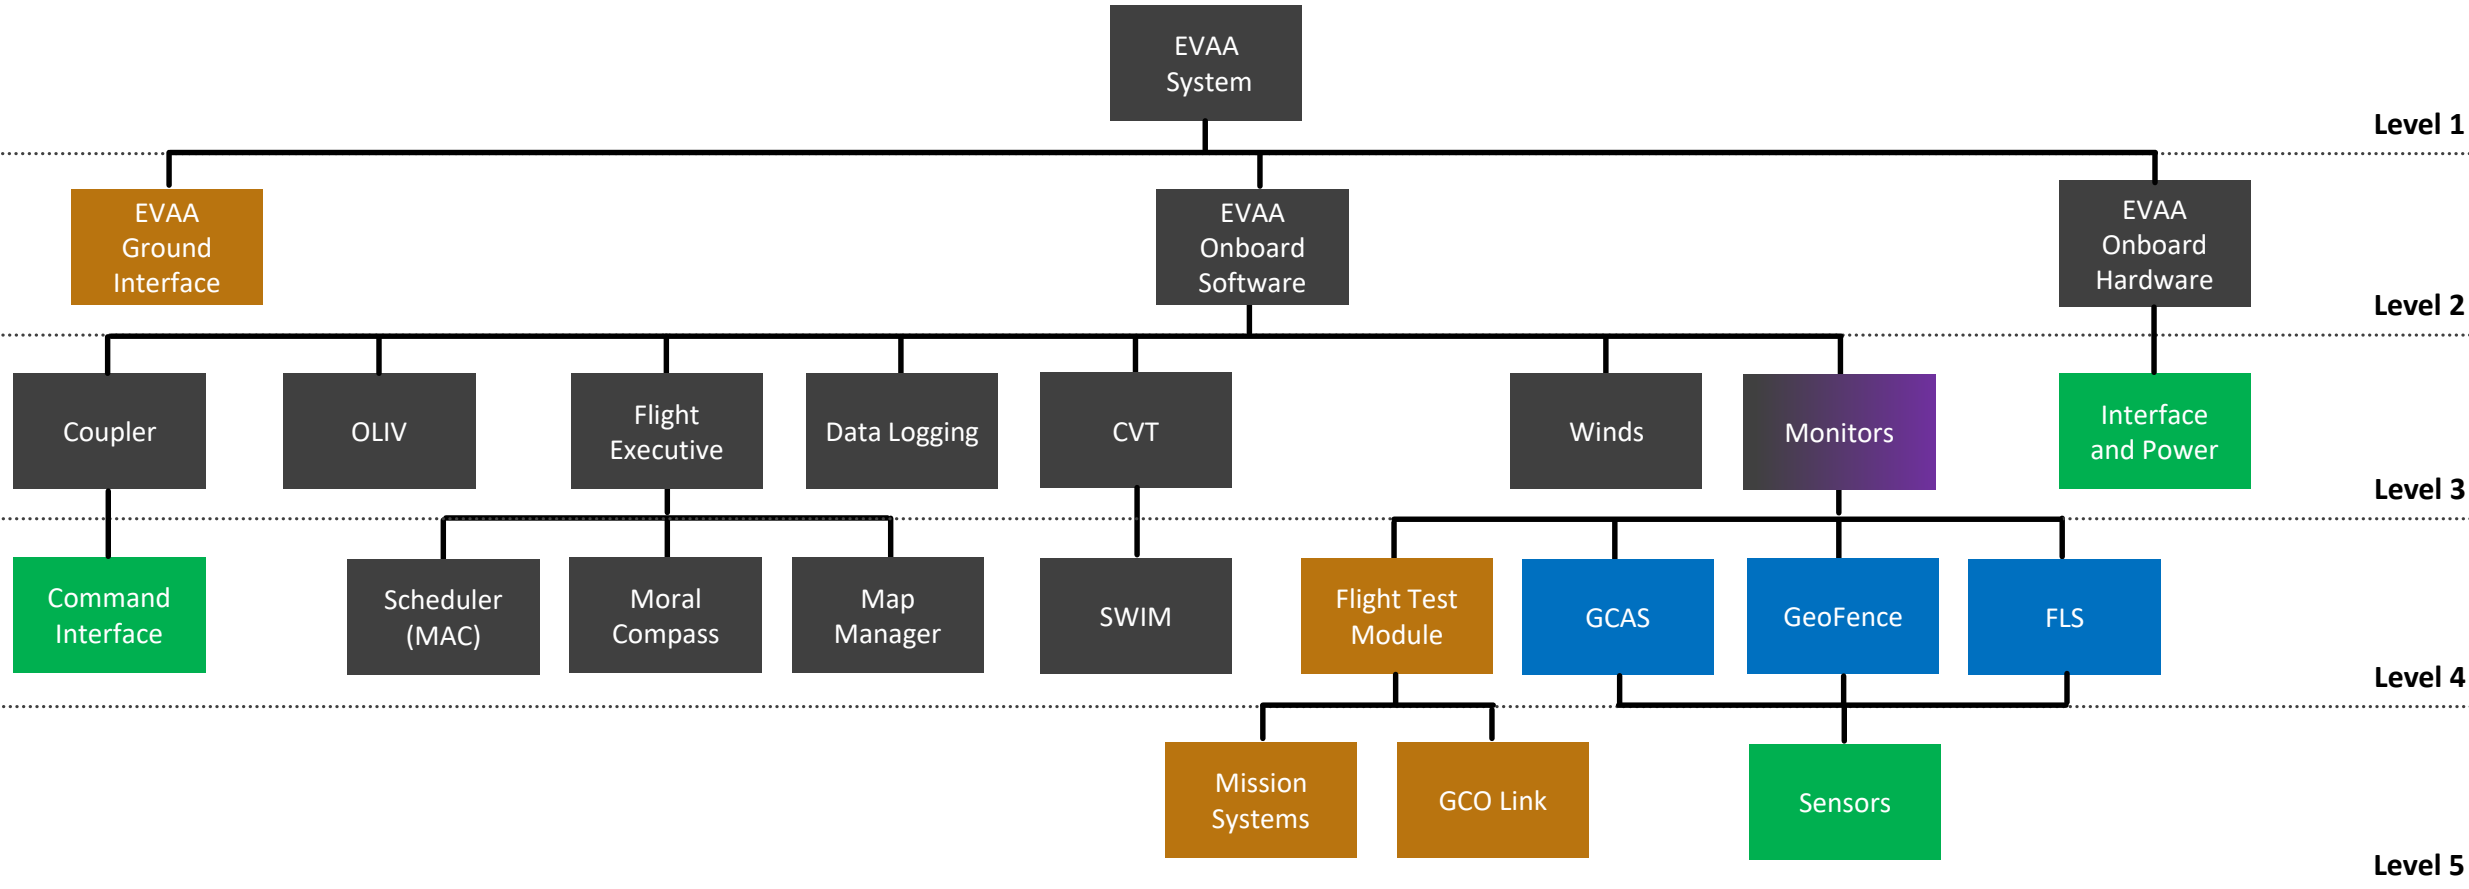 EVAA
System
Level 1
EVAA
Ground
Interface
EVAA
Onboard
Software
EVAA
Onboard
Hardware
Level 2
Coupler
OLIV
Flight
Executive
Data Logging
CVT
Winds
Monitors
Interface
and Power
Level 3
Command
Interface
Scheduler
(MAC)
Moral
Compass
Map
Manager
SWIM
Flight Test
Module
GCAS
GeoFence
FLS
Level 4
Mission
Systems
GCO Link
Sensors
Level 5